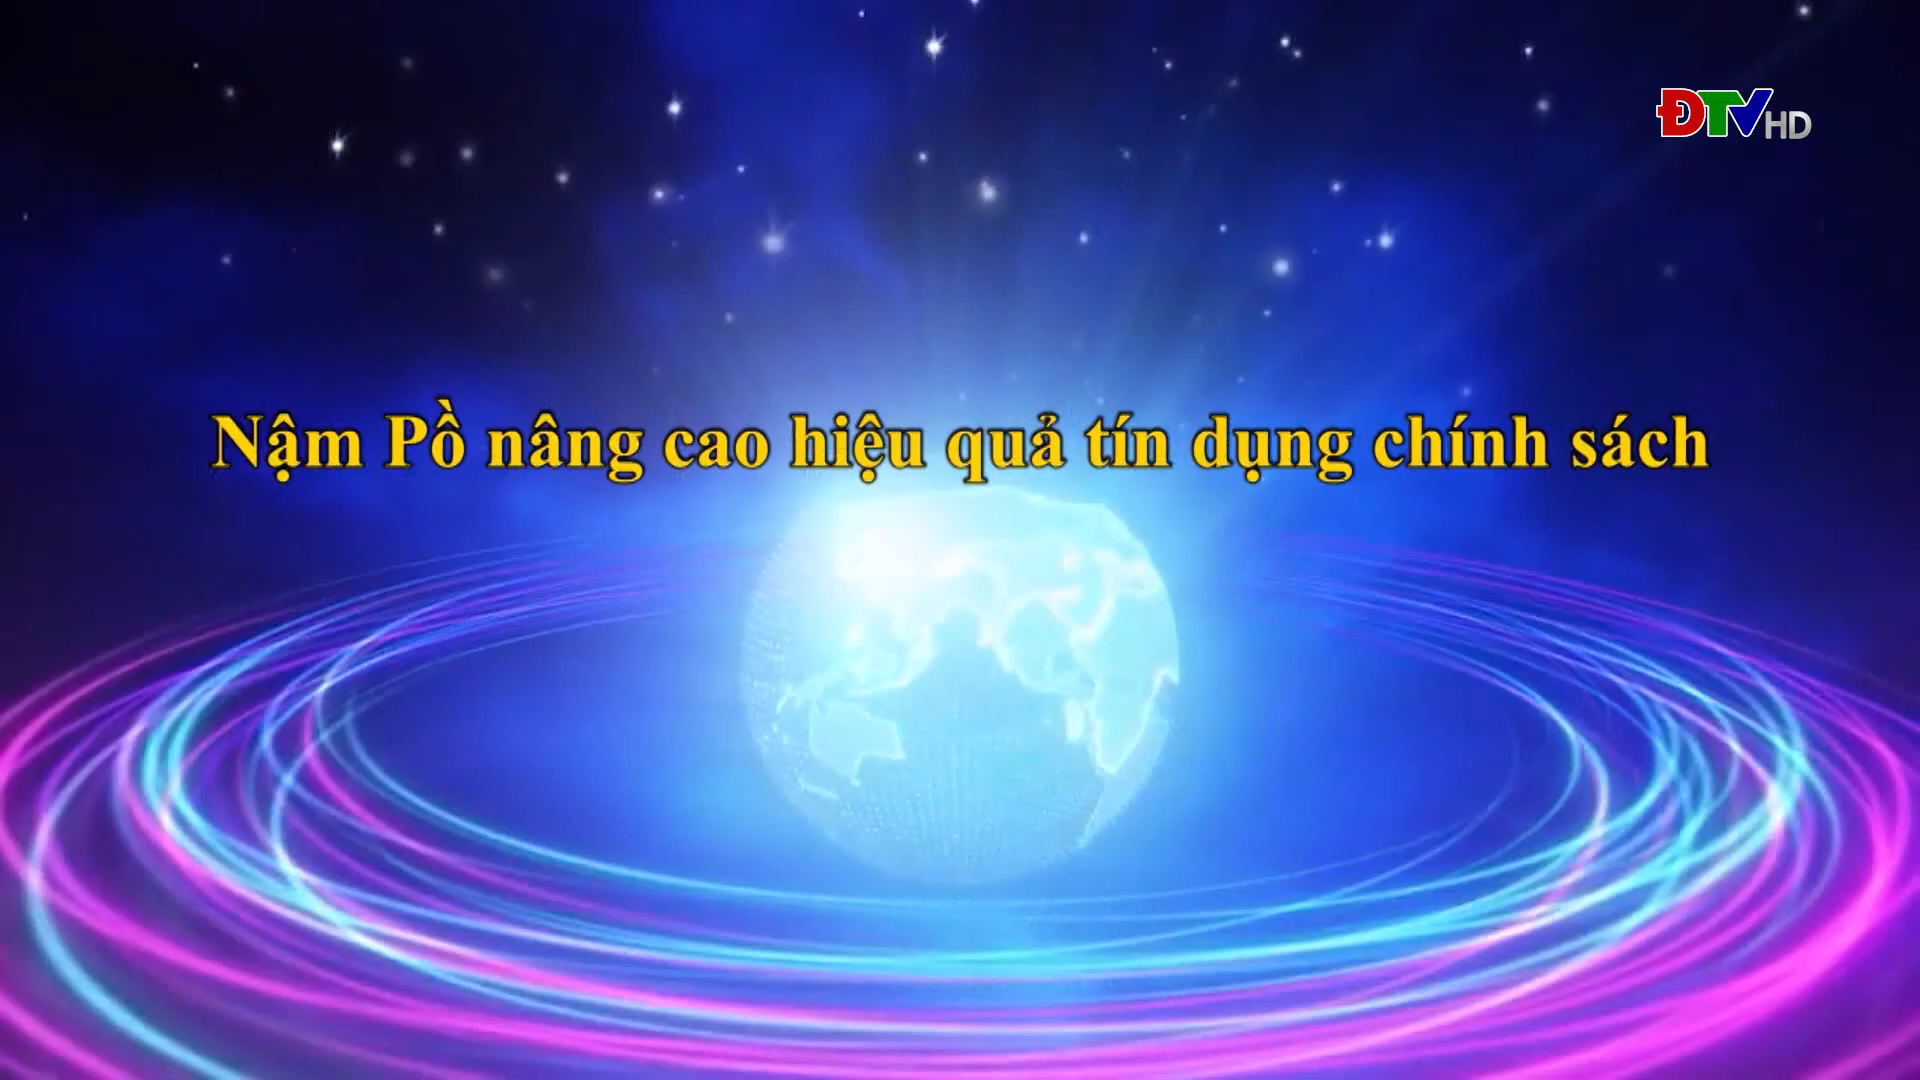 ĐTV HD
Nậm Pồ nâng cao hiệu quả tín dụng chính sách